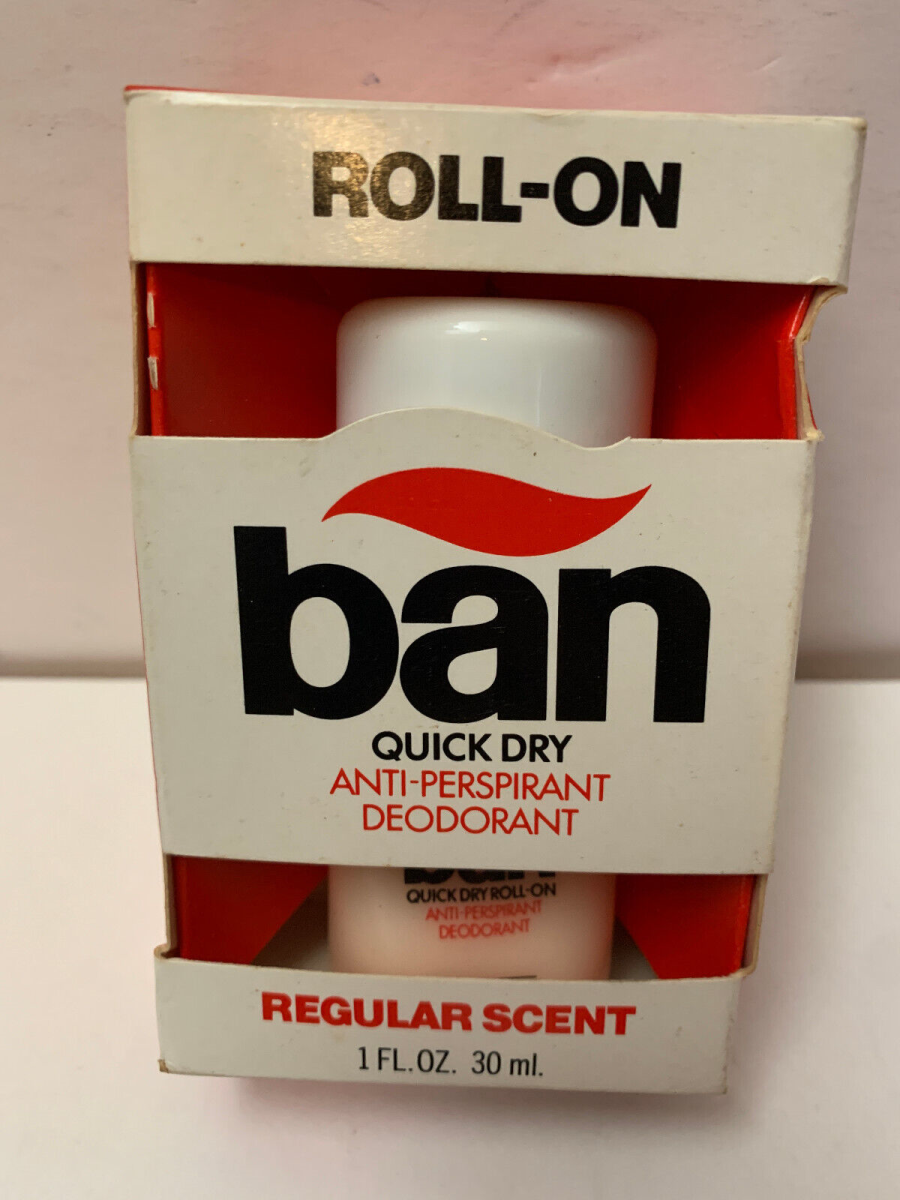 ROLL-ON
ban
QUICK DRY
ANTI-PERSPIRANT
DEODORANT
ban
QUICK DRY ROLL-ON
ANTI-PERSPIRANT
DEODORANT
REGULAR SCENT
1 FL. OZ. 30 ml.